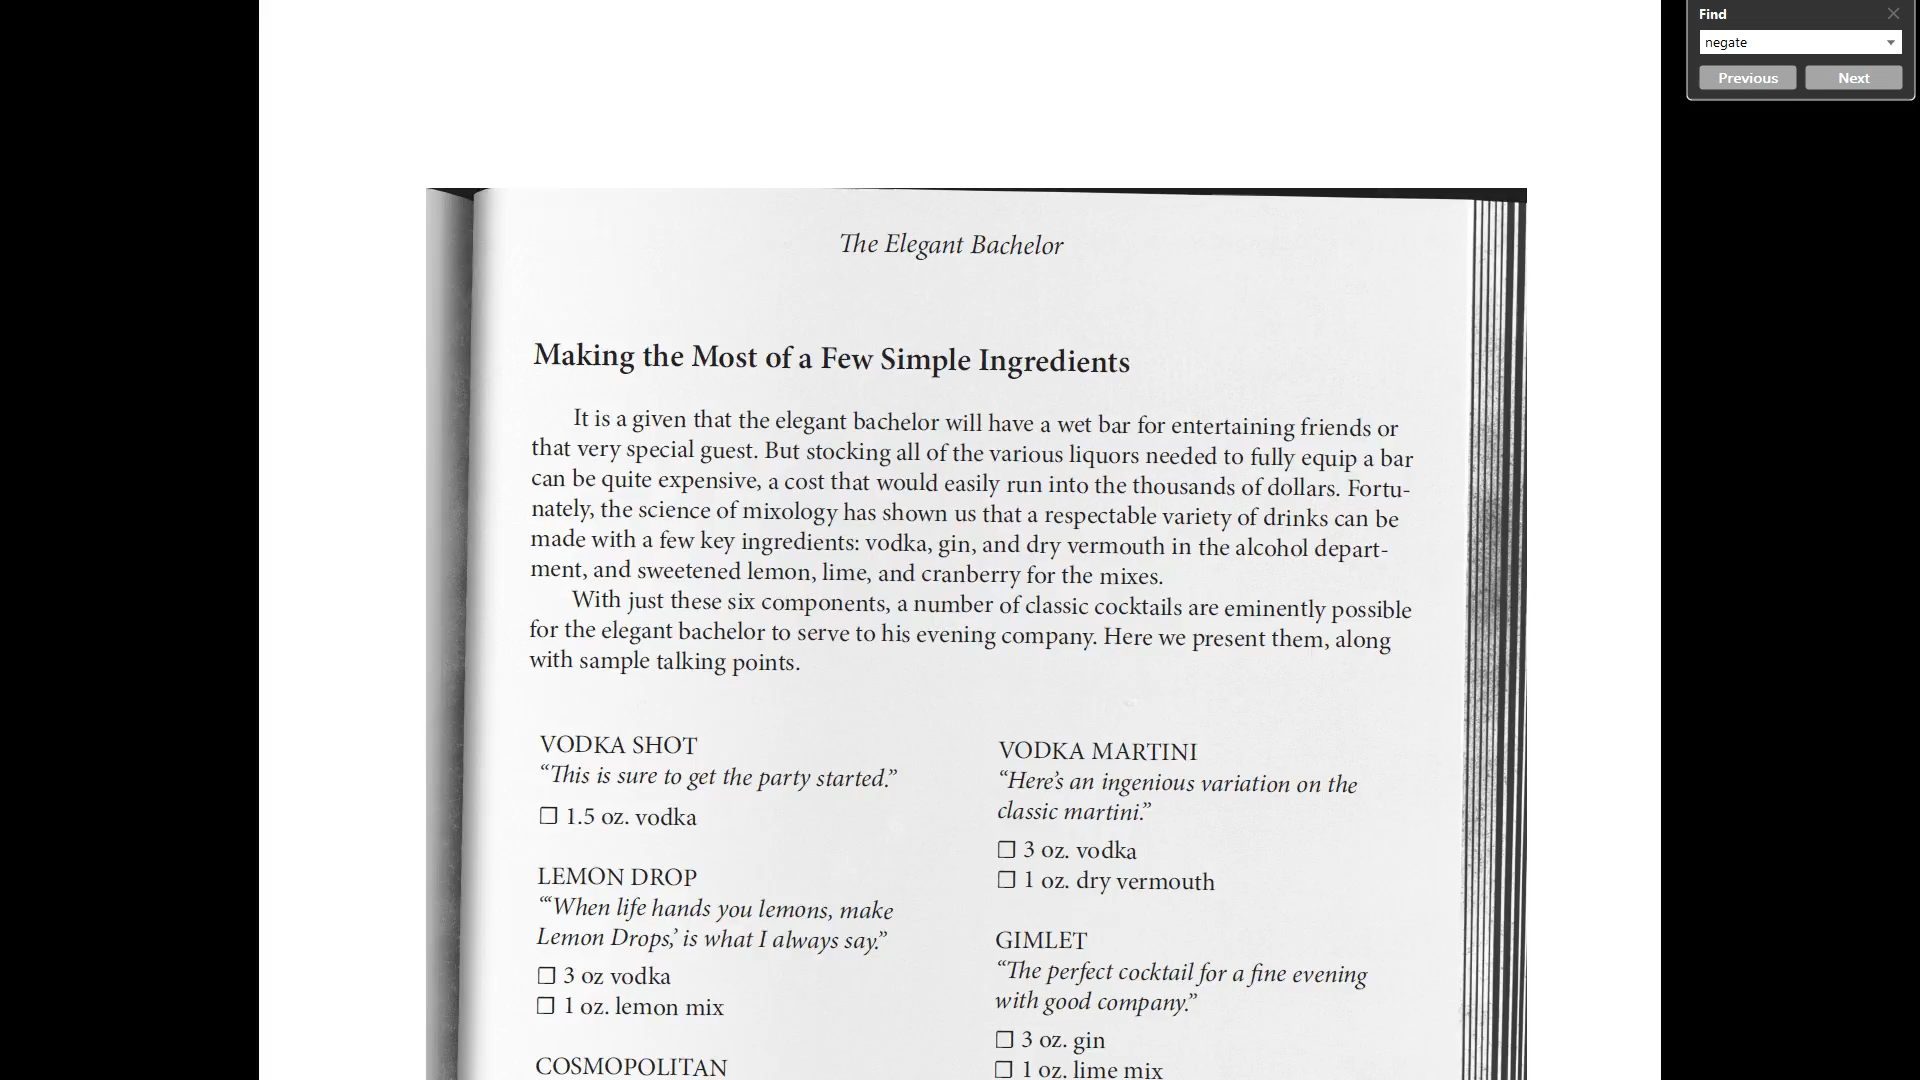 Find
negate
Previous
Next
The Elegant Bachelor
Making the Most of a Few Simple Ingredients
It is a given that the elegant bachelor will have a wet bar for entertaining friends or
that very special guest. But stocking all of the various liquors needed to fully equip a bar
can be quite expensive, a cost that would easily run into the thousands of dollars. Fortu-
nately, the science of mixology has shown us that a respectable variety of drinks can be
made with a few key ingredients: vodka, gin, and dry vermouth in the alcohol depart-
ment, and sweetened lemon, lime, and cranberry for the mixes.
With just these six components, a number of classic cocktails are eminently possible
for the elegant bachelor to serve to his evening company. Here we present them, along
with sample talking points.
VODKA SHOT
“This is sure to get the party started.”
❒ 1.5 oz. vodka
LEMON DROP
“‘When life hands you lemons, make
Lemon Drops,’ is what I always say.”
❒ 3 oz vodka
❒ 1 oz. lemon mix
COSMOPOLITAN
VODKA MARTINI
“Here’s an ingenious variation on the
classic martini.”
❒ 3 oz. vodka
❒ 1 oz. dry vermouth
GIMLET
“The perfect cocktail for a fine evening
with good company.”
❒ 3 oz. gin
❒ 1 oz. lime mix